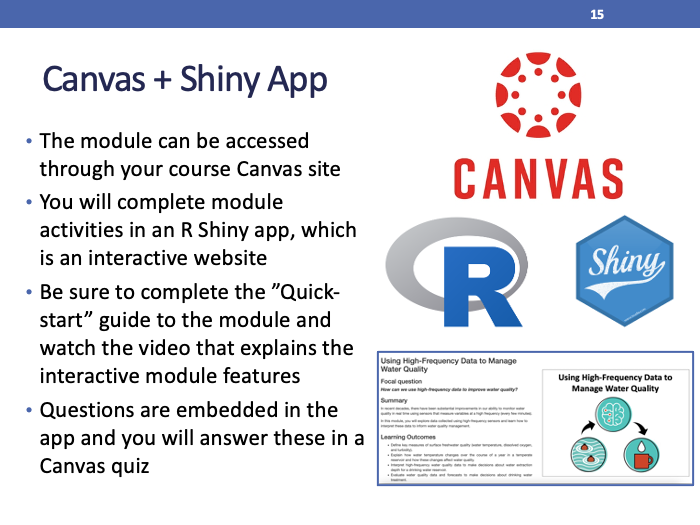 15
Canvas + Shiny App
• The module can be accessed
through your course Canvas site
• You will complete module
activities in an R Shiny app, which
is an interactive website
• Be sure to complete the ”Quick-
start” guide to the module and
watch the video that explains the
interactive module features
• Questions are embedded in the
app and you will answer these in a
Canvas quiz
CANVAS
R
Shiny
Using High-Frequency Data to Manage
Water Quality
Focal question
How can we use high-frequency data to improve water quality?
Summary
In recent decades, there have been substantial improvements in our ability to monitor water
quality in real time using sensors that measure variables at a high frequency (every few minutes).
In this module, you will explore data collected using high-frequency sensors and learn how to
interpret these data to inform water quality management.
Learning Outcomes
• Define key measures of surface freshwater quality (water temperature, dissolved oxygen,
and turbidity).
• Explain how water temperature changes over the course of a year in a temperate
reservoir and how these changes affect water quality.
• Interpret high-frequency water quality data to make decisions about water extraction
depth for a drinking water reservoir.
• Evaluate water quality data and forecasts to make decisions about drinking water
treatment.
Using High-Frequency Data to
Manage Water Quality